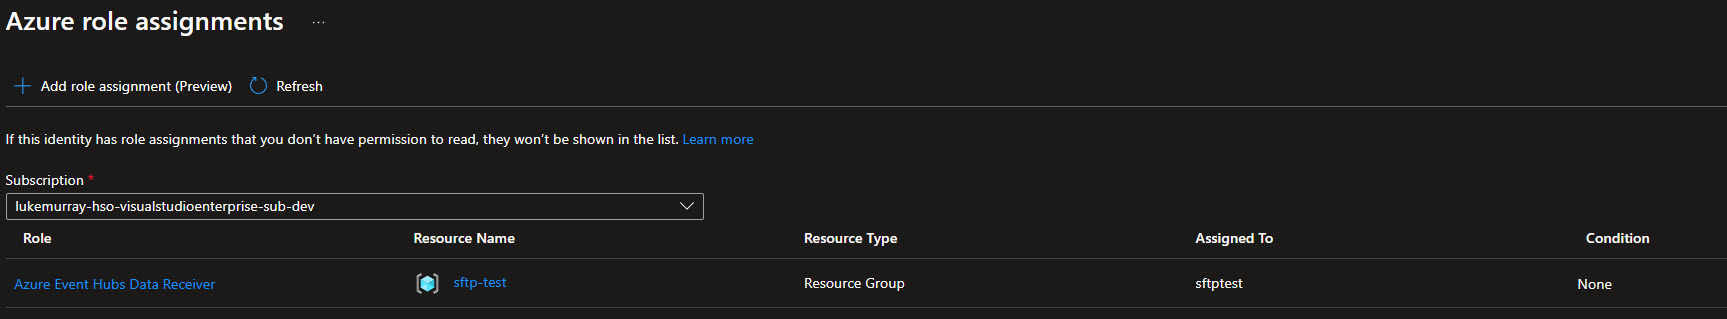 Azure role assignments ...
Add role assignment (Preview) Refresh
If this identity has role assignments that you don’t have permission to read, they won’t be shown in the list. Learn more
Subscription *
lukemurray-hso-visualstudioenterprise-sub-dev
Role Resource Name Resource Type Assigned To Condition
Azure Event Hubs Data Receiver sftp-test Resource Group sftptest None